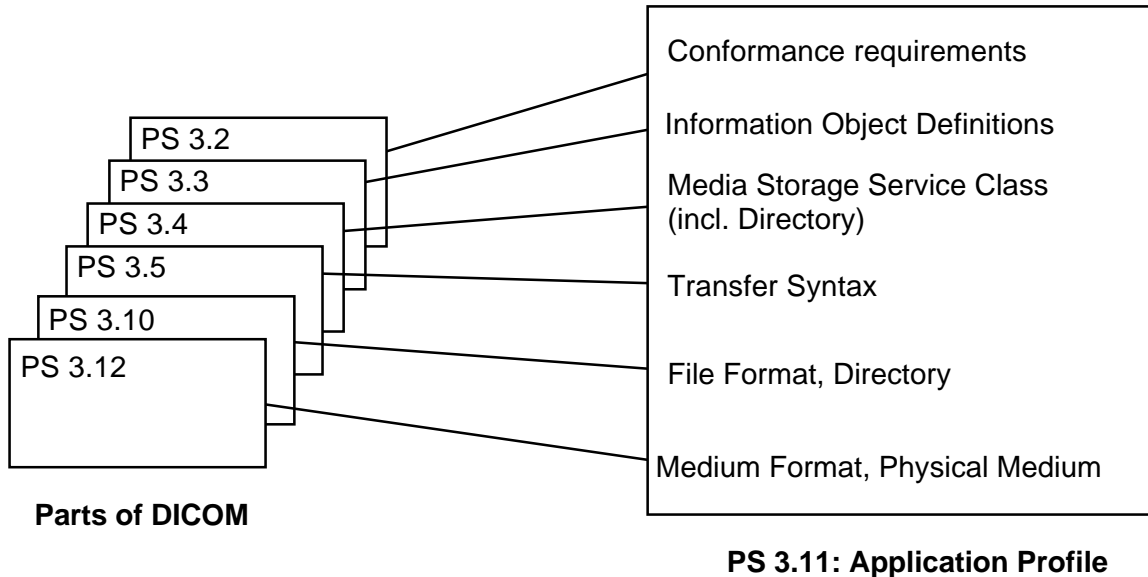 PS 3.2
PS 3.3
PS 3.4
PS 3.5
PS 3.10
PS 3.12
Parts of DICOM
Conformance requirements
Information Object Definitions
Media Storage Service Class
(incl. Directory)
Transfer Syntax
File Format, Directory
Medium Format, Physical Medium
PS 3.11: Application Profile